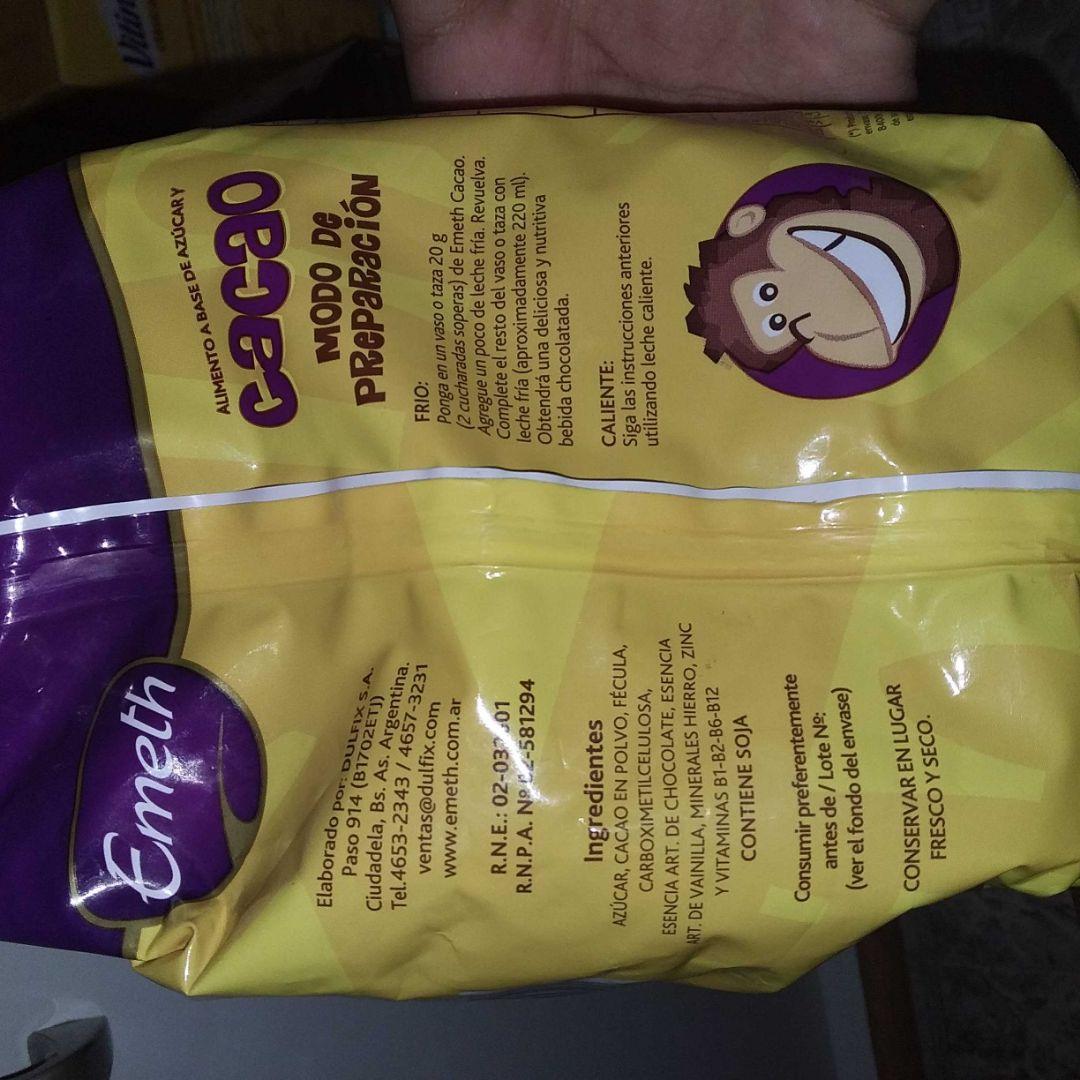 Emeth
Elaborado por: DULFIX S.A.
Paso 914 (B1702ETJ)
Ciudadela, Bs. As. Argentina.
Tel.4653-2343 / 4657-3231
ventas@dulfix.com
www.emeth.com.ar
R.N.E.: 
R.N.P.A. Nº
Ingredientes
AZÚCAR, CACAO EN POLVO, FÉCULA,
CARBOXIMETILCELULOSA,
ESENCIA ART. DE CHOCOLATE, ESENCIA
ART. DE VAINILLA, MINERALES HIERRO, ZINC
Y VITAMINAS B1-B2-B6-B12
CONTIENE SOJA
Consumir preferentemente
antes de / Lote Nº:
(ver el fondo del envase)
CONSERVAR EN LUGAR
FRESCO Y SECO.
ALIMENTO A BASE DE AZÚCAR Y
cacao
MODO De
PRePaRaciÓN
FRIO:
Ponga en un vaso o taza 20 g
(2 cucharadas soperas) de Emeth Cacao.
Agregue un poco de leche fría. Revuelva.
Complete el resto del vaso o taza con
leche fría (aproximadamente 220 ml).
Obtendrá una deliciosa y nutritiva
bebida chocolatada.
CALIENTE:
Siga las instrucciones anteriores
utilizando leche caliente.